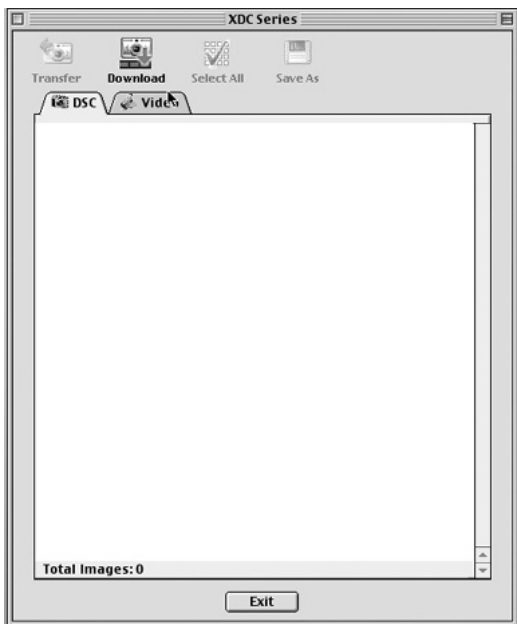 XDC Series
Transfer Download Select All Save As
DSC Video
Total Images: 0
Exit